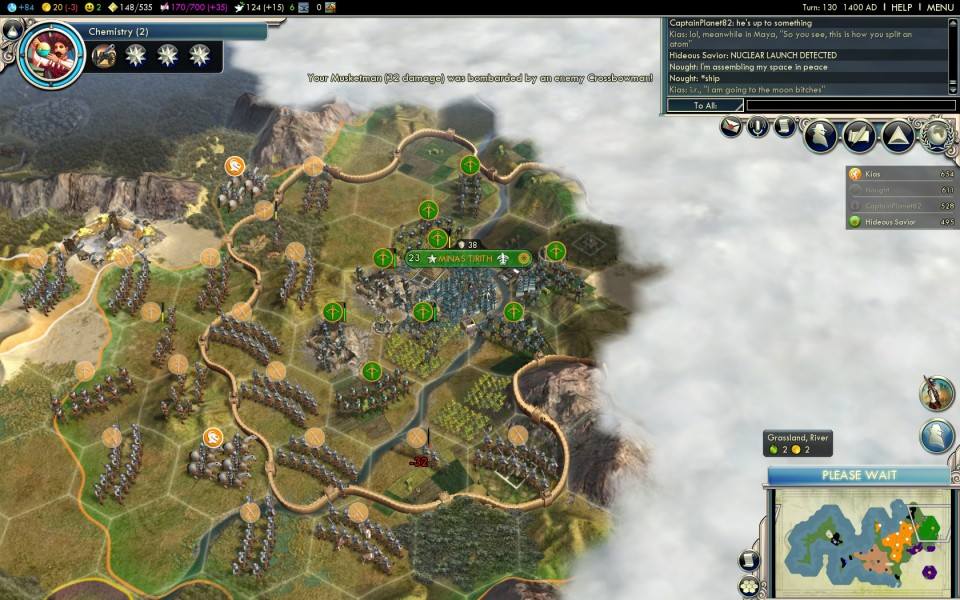 +84 20 (-3) 2 148/535 170/700 (+35) 124 (+15) 6 0
Turn: 130 1400 AD | HELP | MENU
Chemistry (2)
CaptainPlanet82: he's up to something
Kias: lol, meanwhile in Maya, "So you see, this is how you split an
atom"
Hideous Savior: NUCLEAR LAUNCH DETECTED
Nought: I'm assembling my space in peace
Nought: *ship
Kias: i.r., "I am going to the moon bitches"
To All:
Your Musketman (32 damage) was bombarded by an enemy Crossbowman!
Kias 654
Nought 611
CaptainPlanet82 528
Hideous Savior 495
38
23 MINAS TIRITH
-32
Grassland, River
2 2
PLEASE WAIT